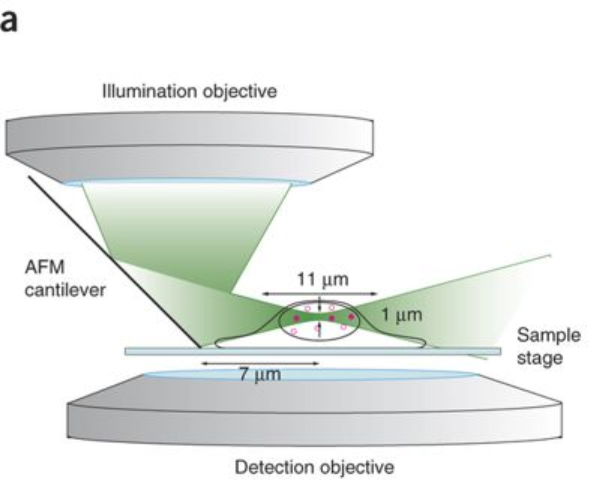 a
Illumination objective
AFM
cantilever
11 μm
1 μm
Sample
stage
7 μm
Detection objective